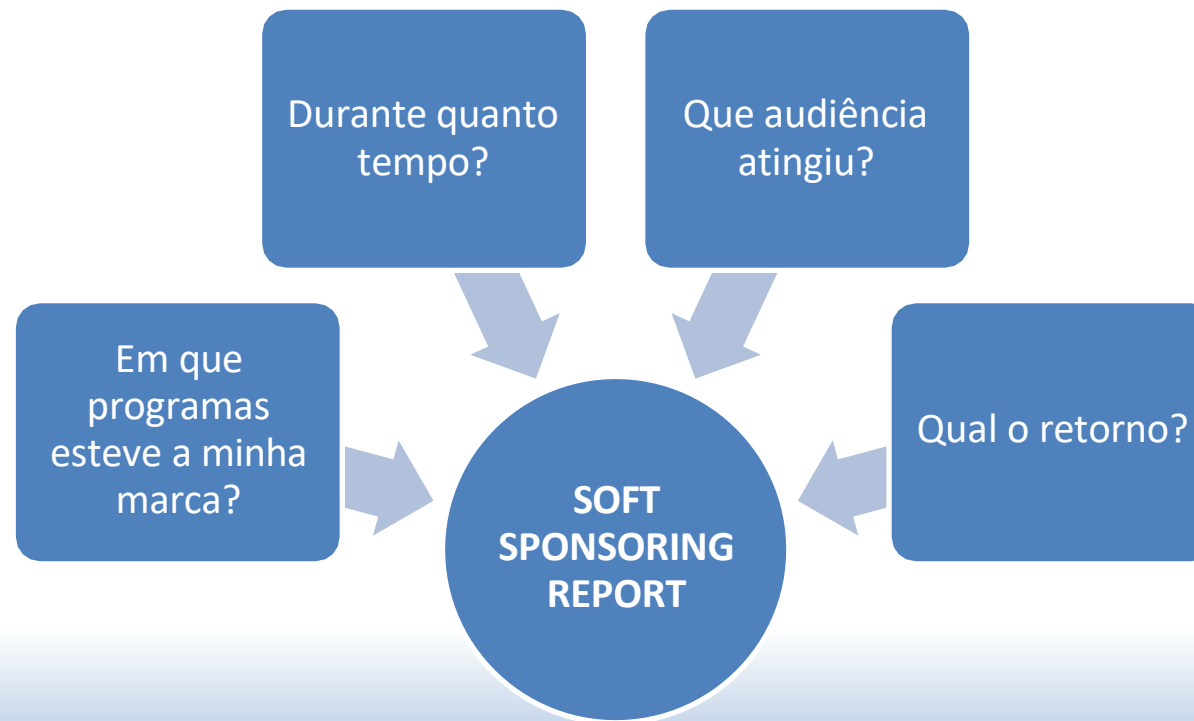 Durante quanto
tempo?
Que audiência
atingiu?
Em que
programas
esteve a minha
marca?
Qual o retorno?
SOFT
SPONSORING
REPORT